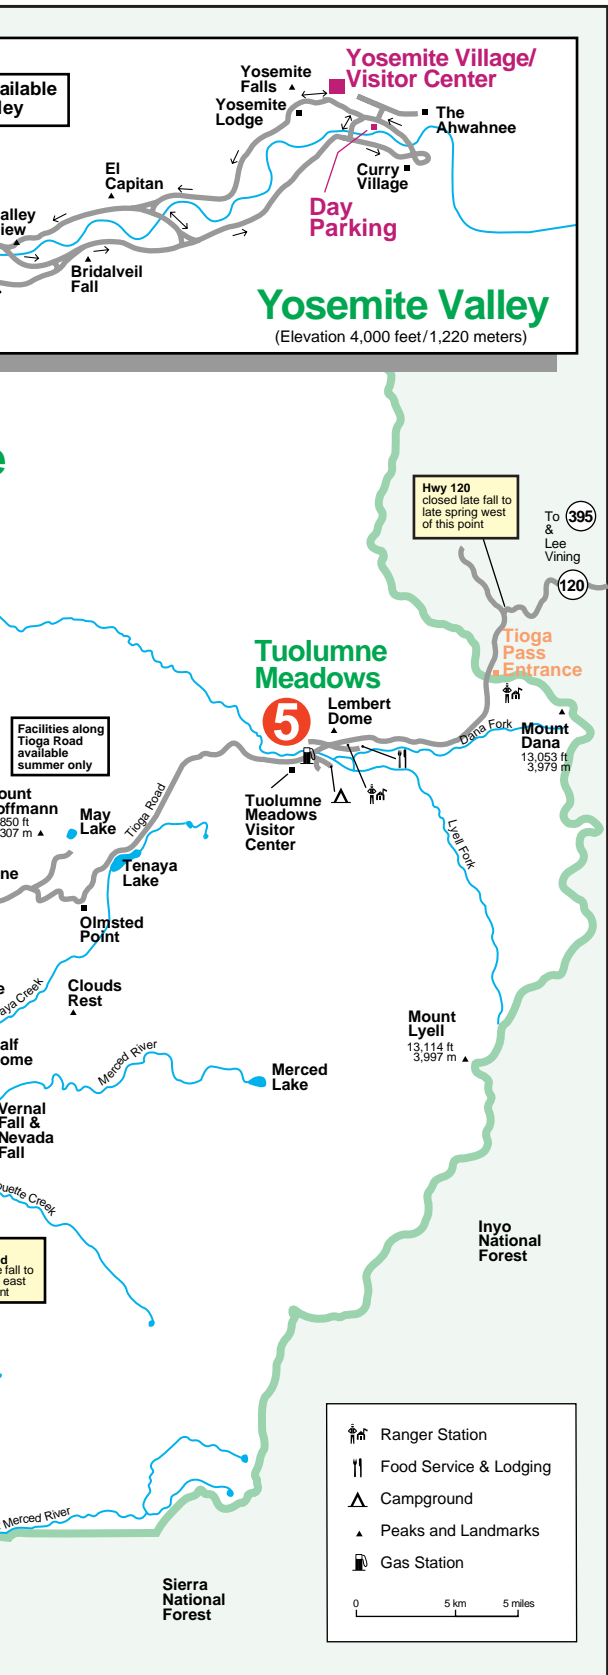 Yosemite Village/
Visitor Center
Yosemite
Falls
Yosemite
Lodge
The
Ahwahnee
Curry
Village
Day
Parking
El
Capitan
ailable
ley
alley
iew
Bridalveil
Fall
Yosemite Valley
(Elevation 4,000 feet/1,220 meters)
e
Hwy 120
closed late fall to
late spring west
of this point
To
&
Lee
Vining
395
120
Tioga
Pass
Entrance
Tuolumne
Meadows
5
Lembert
Dome
Dana Fork
Mount
Dana
13,053 ft
3,979 m
Facilities along
Tioga Road
available
summer only
Tuolumne
Meadows
Visitor
Center
Tioga Road
ount
offmann
850 ft
307 m
May
Lake
Lyell Fork
ne
Tenaya
Lake
Olmsted
Point
e
aya Creek
Clouds
Rest
alf
ome
Mount
Lyell
13,114 ft
3,997 m
Merced River
Merced
Lake
Vernal
Fall &
Nevada
Fall
ouette Creek
Inyo
National
Forest
d
e fall to
east
nt
Merced River
Sierra
National
Forest
Ranger Station
Food Service & Lodging
Campground
Peaks and Landmarks
Gas Station
0 5 km 5 miles